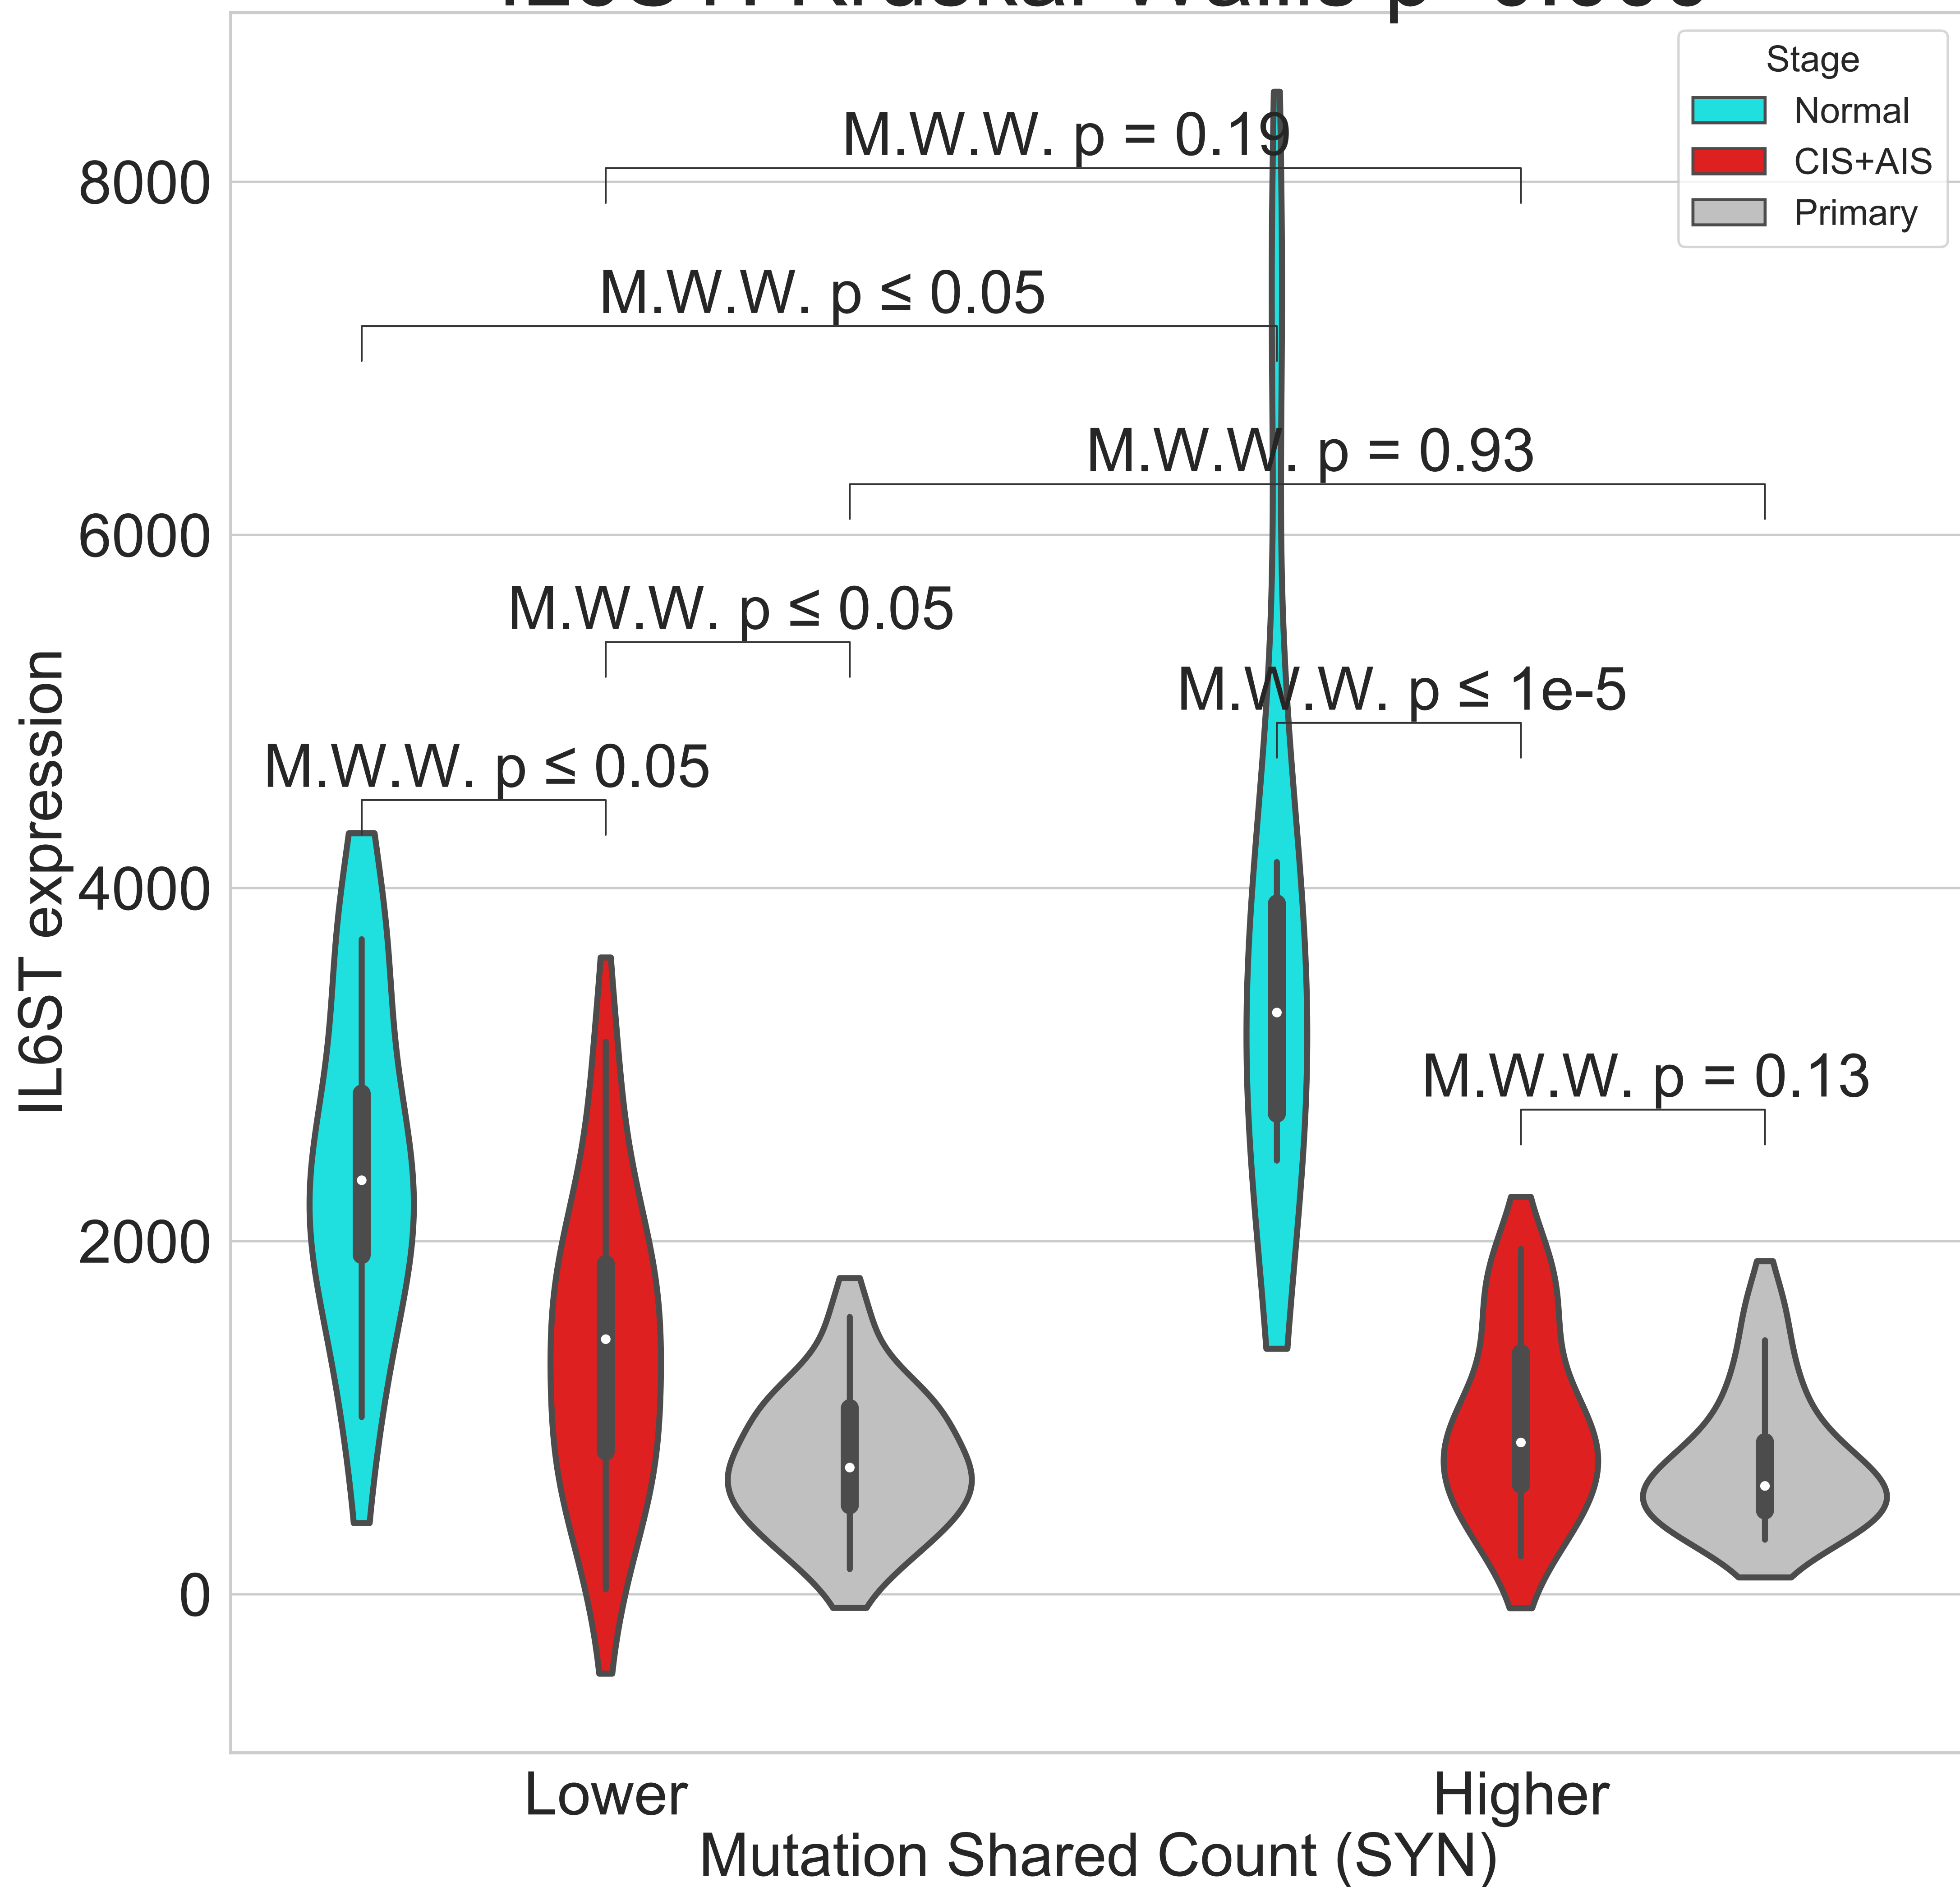 Stage
Normal
CIS+AIS
Primary
M.W.W. p = 0.19
M.W.W. p ≤ 0.05
M.W.W. p = 0.93
M.W.W. p ≤ 0.05
M.W.W. p ≤ 1e-5
M.W.W. p ≤ 0.05
M.W.W. p = 0.13
8000
6000
4000
2000
0
IL6ST expression
Lower
Higher
Mutation Shared Count (SYN)